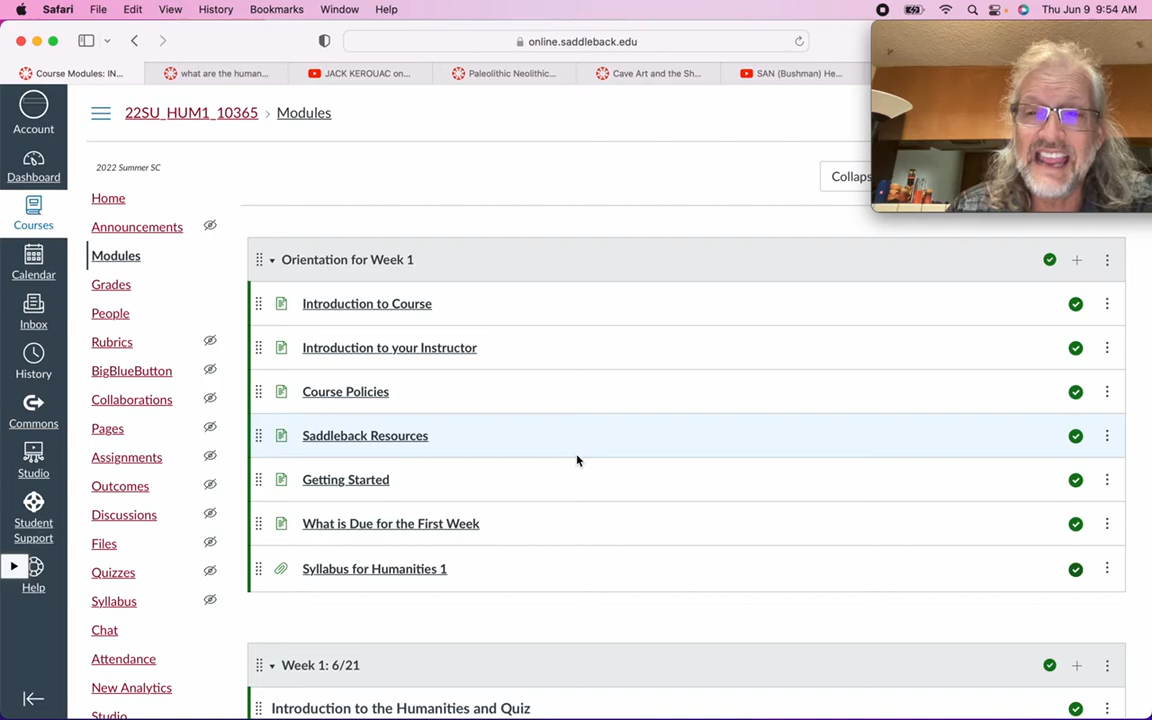 Safari File Edit View History Bookmarks Window Help Thu Jun 9 9:54 AM
online.saddleback.edu
Course Modules: IN... what are the human... JACK KEROUAC on... Paleolithic Neolithic... Cave Art and the Sh... SAN (Bushman) He...
22SU_HUM1_10365 › Modules
2022 Summer SC
Collaps
Account
Dashboard
Courses
Calendar
Inbox
History
Commons
Studio
Student
Support
Help
Home
Announcements
Modules
Grades
People
Rubrics
BigBlueButton
Collaborations
Pages
Assignments
Outcomes
Discussions
Files
Quizzes
Syllabus
Chat
Attendance
New Analytics
Studio
Orientation for Week 1
Introduction to Course
Introduction to your Instructor
Course Policies
Saddleback Resources
Getting Started
What is Due for the First Week
Syllabus for Humanities 1
Week 1: 6/21
Introduction to the Humanities and Quiz